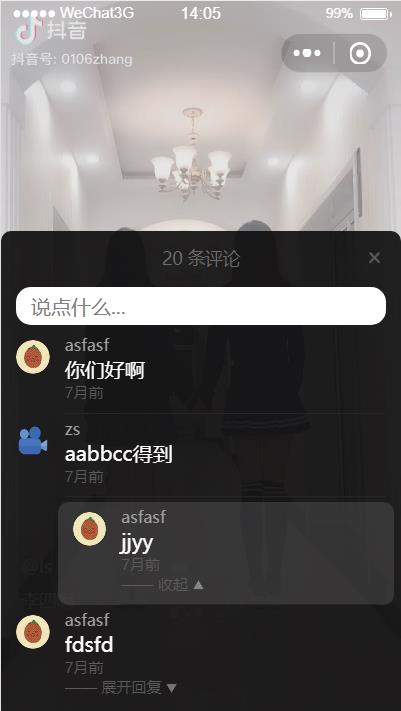 WeChat3G 14:05 99%
抖音
抖音号: 0106zhang
20 条评论
说点什么...
asfasf
你们好啊
7月前
zs
aabbcc得到
7月前
asfasf
jjyy
7月前
收起
@ls
asfasf
fdsfd
7月前
展开回复